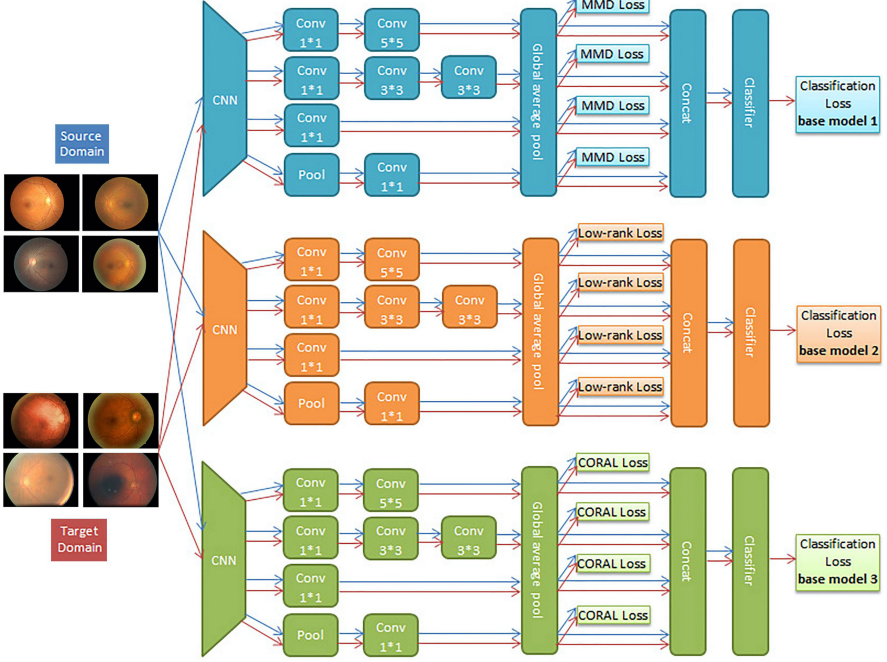 Source
Domain
Target
Domain
CNN
Conv
1*1
Conv
5*5
Conv
1*1
Conv
3*3
Conv
3*3
Conv
1*1
Pool
Conv
1*1
Global average pool
MMD Loss
MMD Loss
MMD Loss
MMD Loss
Concat
Classifier
Classification
Loss
base model 1
CNN
Conv
1*1
Conv
5*5
Conv
1*1
Conv
3*3
Conv
3*3
Conv
1*1
Pool
Conv
1*1
Global average pool
Low-rank Loss
Low-rank Loss
Low-rank Loss
Low-rank Loss
Concat
Classifier
Classification
Loss
base model 2
CNN
Conv
1*1
Conv
5*5
Conv
1*1
Conv
3*3
Conv
3*3
Conv
1*1
Pool
Conv
1*1
Global average pool
CORAL Loss
CORAL Loss
CORAL Loss
CORAL Loss
Concat
Classifier
Classification
Loss
base model 3